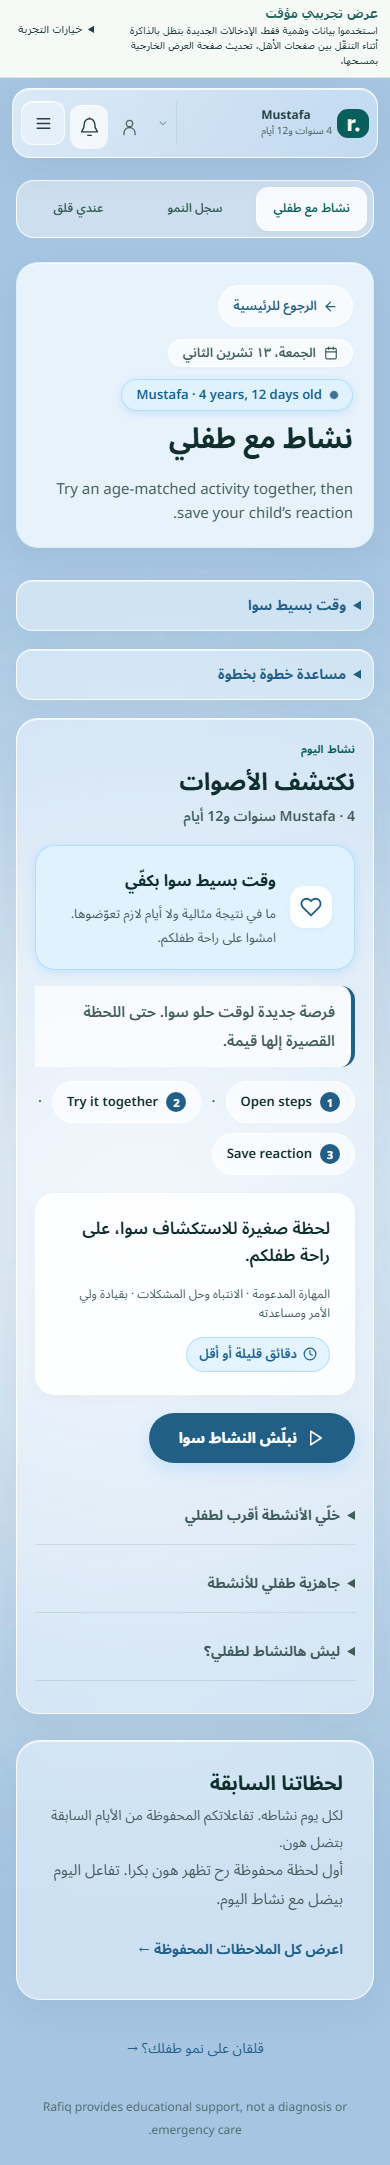 عرض تجريبي مؤقت
استخدموا بيانات وهمية فقط. الإدخالات الجديدة بتظل بالذاكرة
أثناء التنقّل بين صفحات الأهل. تحديث صفحة العرض الخارجية
بمسحها.
خيارات التجربة
r.
Mustafa
4 سنوات و12 أيام
نشاط مع طفلي
سجل النمو
عندي قلق
الرجوع للرئيسية
الجمعة، ١٣ تشرين الثاني
Mustafa · 4 years, 12 days old
نشاط مع طفلي
Try an age-matched activity together, then
save your child’s reaction.
وقت بسيط سوا
مساعدة خطوة بخطوة
نشاط اليوم
نكتشف الأصوات
Mustafa · 4 سنوات و12 أيام
وقت بسيط سوا بكفّي
ما في نتيجة مثالية ولا أيام لازم تعوّضوها.
امشوا على راحة طفلكم.
فرصة جديدة لوقت حلو سوا. حتى اللحظة
القصيرة إلها قيمة.
1 Open steps · 2 Try it together ·
3 Save reaction
لحظة صغيرة للاستكشاف سوا، على
راحة طفلكم.
المهارة المدعومة · الانتباه وحل المشكلات · بقيادة ولي
الأمر ومساعدته
دقائق قليلة أو أقل
نبلّش النشاط سوا
خلّي الأنشطة أقرب لطفلي
جاهزية طفلي للأنشطة
ليش هالنشاط لطفلي؟
لحظاتنا السابقة
لكل يوم نشاطه. تفاعلاتكم المحفوظة من الأيام السابقة
بتضل هون.
أول لحظة محفوظة رح تظهر هون بكرا. تفاعل اليوم
بيضل مع نشاط اليوم.
اعرض كل الملاحظات المحفوظة ←
قلقان على نمو طفلك؟ →
Rafiq provides educational support, not a diagnosis or
emergency care.